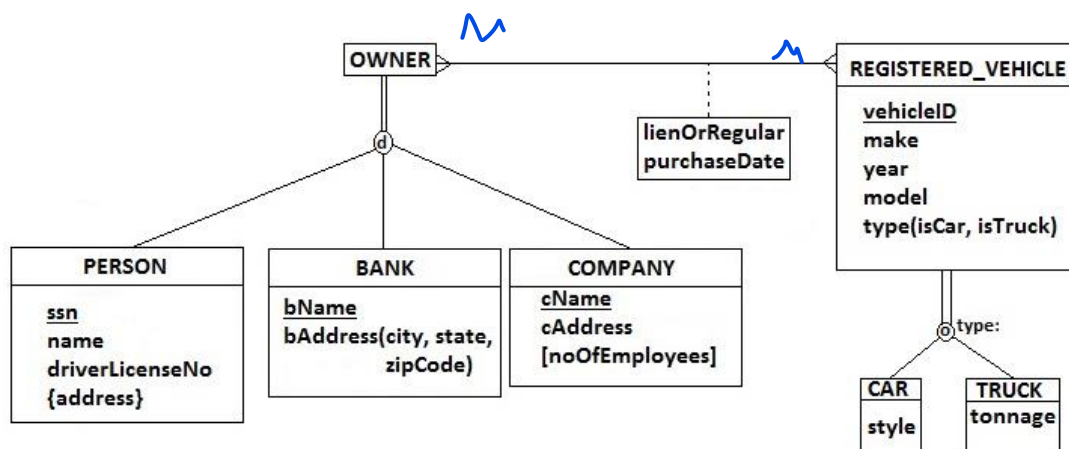 OWNER
REGISTERED_VEHICLE
vehicleID
make
year
model
type(isCar, isTruck)
lienOrRegular
purchaseDate
d
PERSON
ssn
name
driverLicenseNo
{address}
BANK
bName
bAddress(city, state,
zipCode)
COMPANY
cName
cAddress
[noOfEmployees]
o type:
CAR
style
TRUCK
tonnage